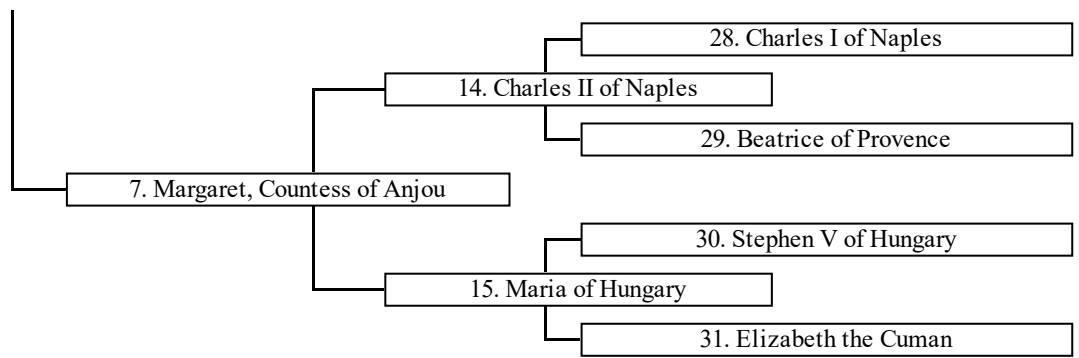 28. Charles I of Naples
14. Charles II of Naples
29. Beatrice of Provence
7. Margaret, Countess of Anjou
30. Stephen V of Hungary
15. Maria of Hungary
31. Elizabeth the Cuman